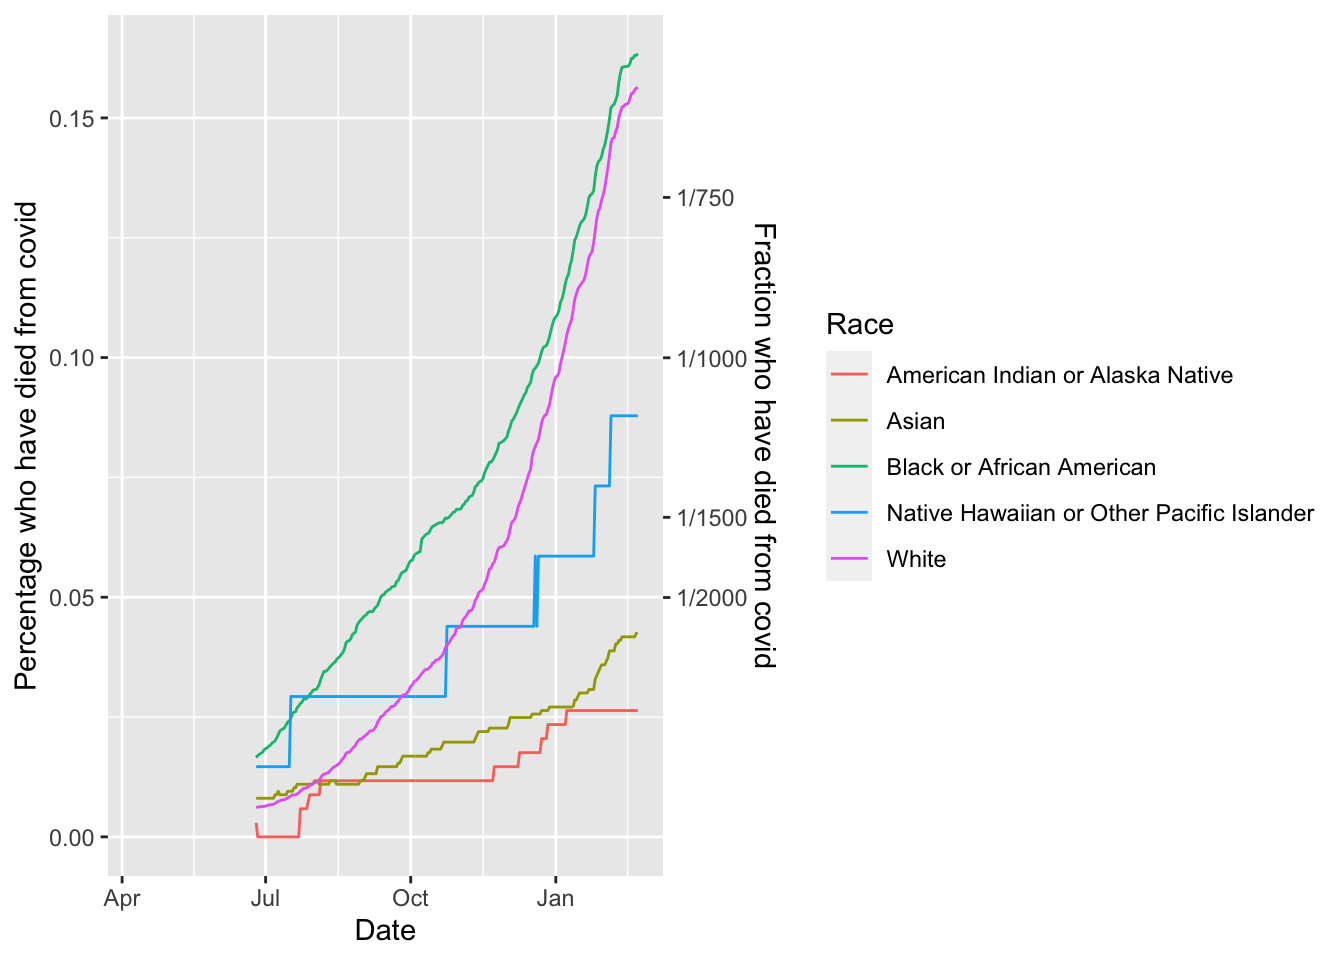 Percentage who have died from covid
0.15
0.10
0.05
0.00
Apr
Jul
Oct
Jan
Date
1/750
1/1000
1/1500
1/2000
Fraction who have died from covid
Race
American Indian or Alaska Native
Asian
Black or African American
Native Hawaiian or Other Pacific Islander
White